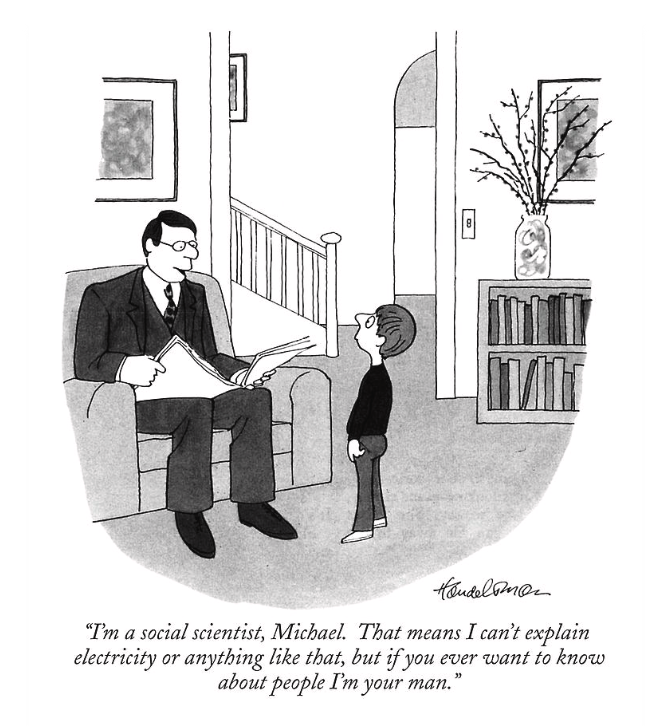 Handelsman
“I’m a social scientist, Michael.  That means I can’t explain
electricity or anything like that, but if you ever want to know
about people I’m your man.”